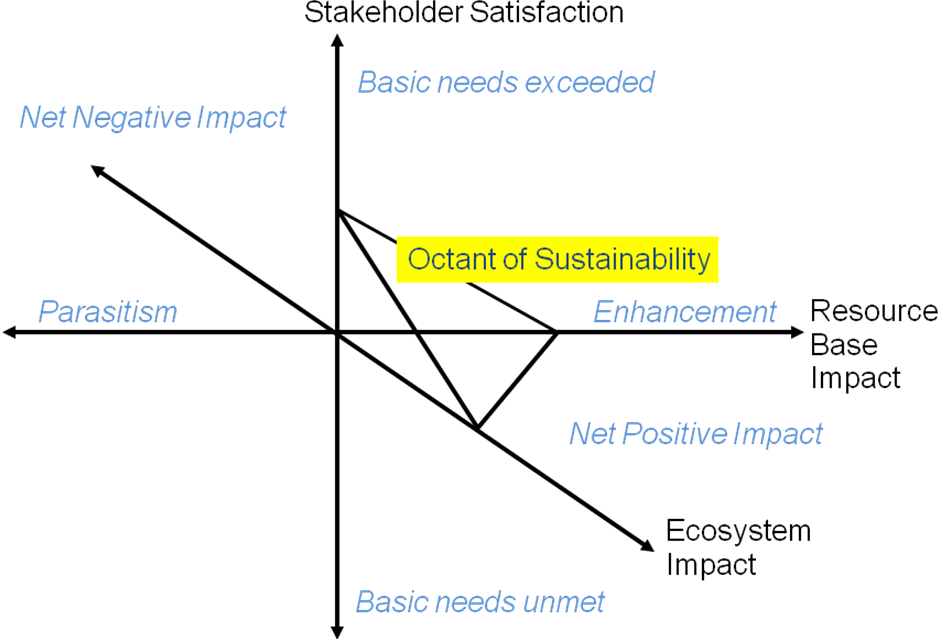 Stakeholder Satisfaction
Basic needs exceeded
Net Negative Impact
Octant of Sustainability
Parasitism
Enhancement
Resource
Base
Impact
Net Positive Impact
Ecosystem
Impact
Basic needs unmet